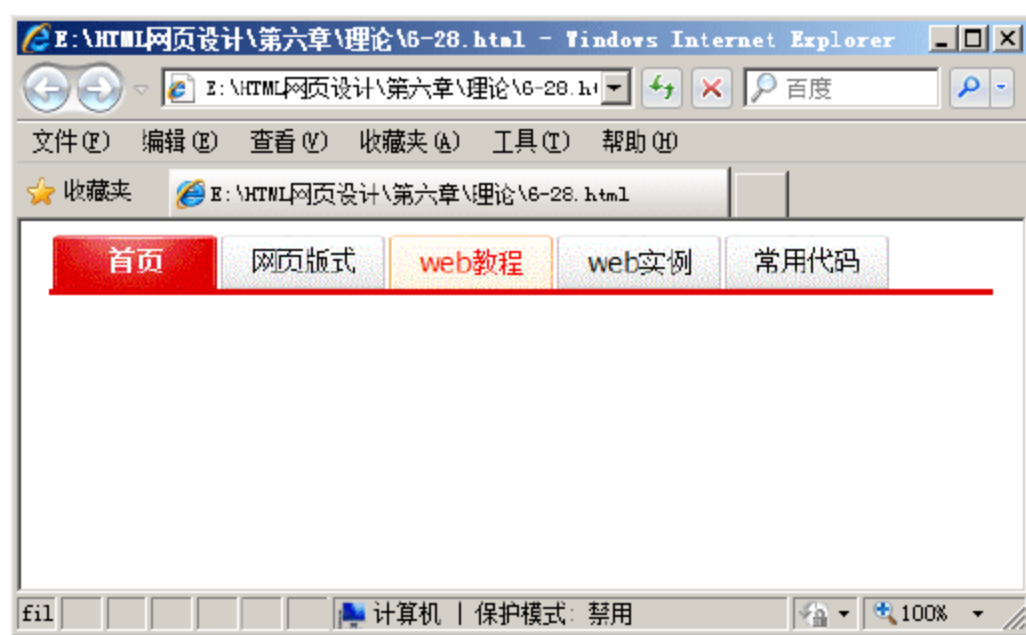 E:\HTML网页设计\第六章\理论\6-28.html - Windows Internet Explorer
E:\HTML网页设计\第六章\理论\6-28.ht 百度
文件(F) 编辑(E) 查看(V) 收藏夹(A) 工具(T) 帮助(H)
收藏夹 E:\HTML网页设计\第六章\理论\6-28.html
首页 网页版式 web教程 web实例 常用代码
fil 计算机 | 保护模式: 禁用 100%